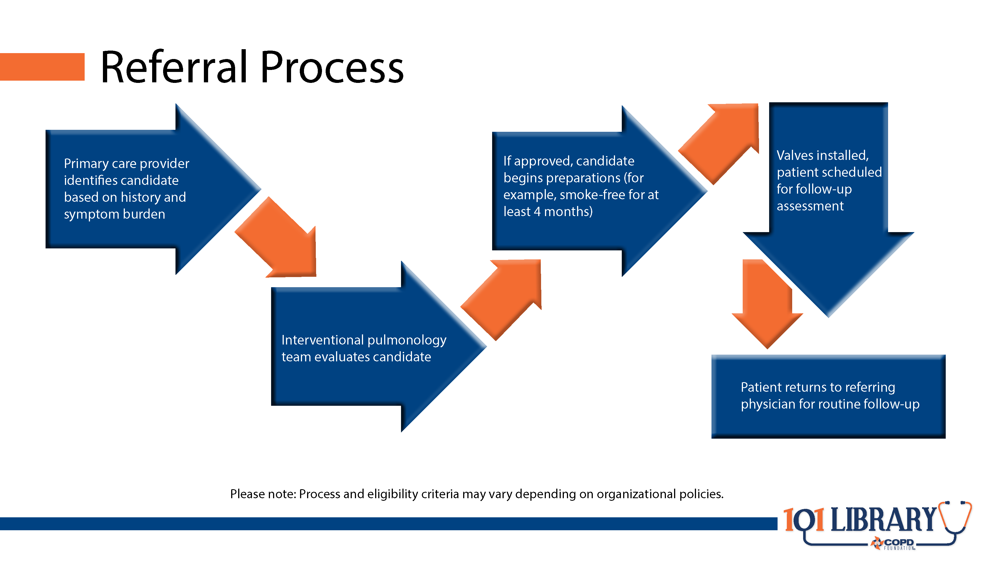 Referral Process
Primary care provider
identifies candidate
based on history and
symptom burden
Interventional pulmonology
team evaluates candidate
If approved, candidate
begins preparations (for
example, smoke-free for at
least 4 months)
Valves installed,
patient scheduled
for follow-up
assessment
Patient returns to referring
physician for routine follow-up
Please note: Process and eligibility criteria may vary depending on organizational policies.
101 LIBRARY
COPD
FOUNDATION®